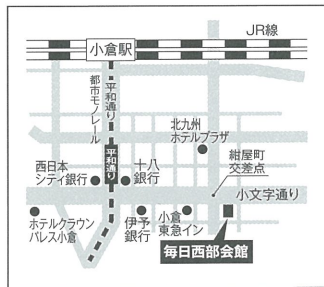 JR線
小倉駅
都市モノレール
平和通り
北九州
ホテルプラザ
紺屋町
交差点
西日本
シティ銀行
平和通り
十八
銀行
小文字通り
ホテルクラウン
パレス小倉
伊予
銀行
小倉
東急イン
毎日西部会館